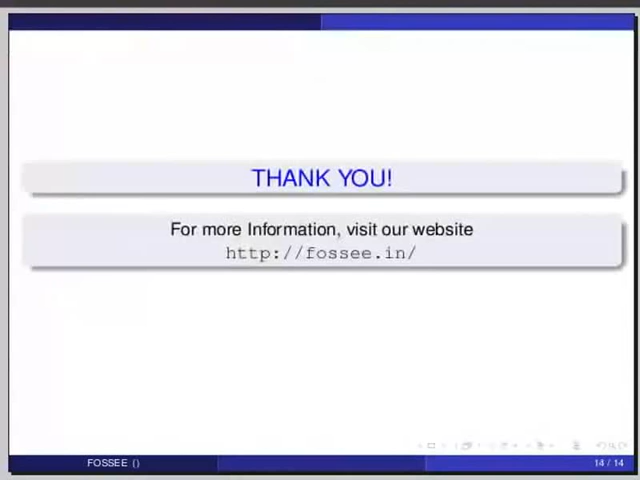 THANK YOU!
For more Information, visit our website
http://fossee.in/
FOSSEE ()
14 / 14